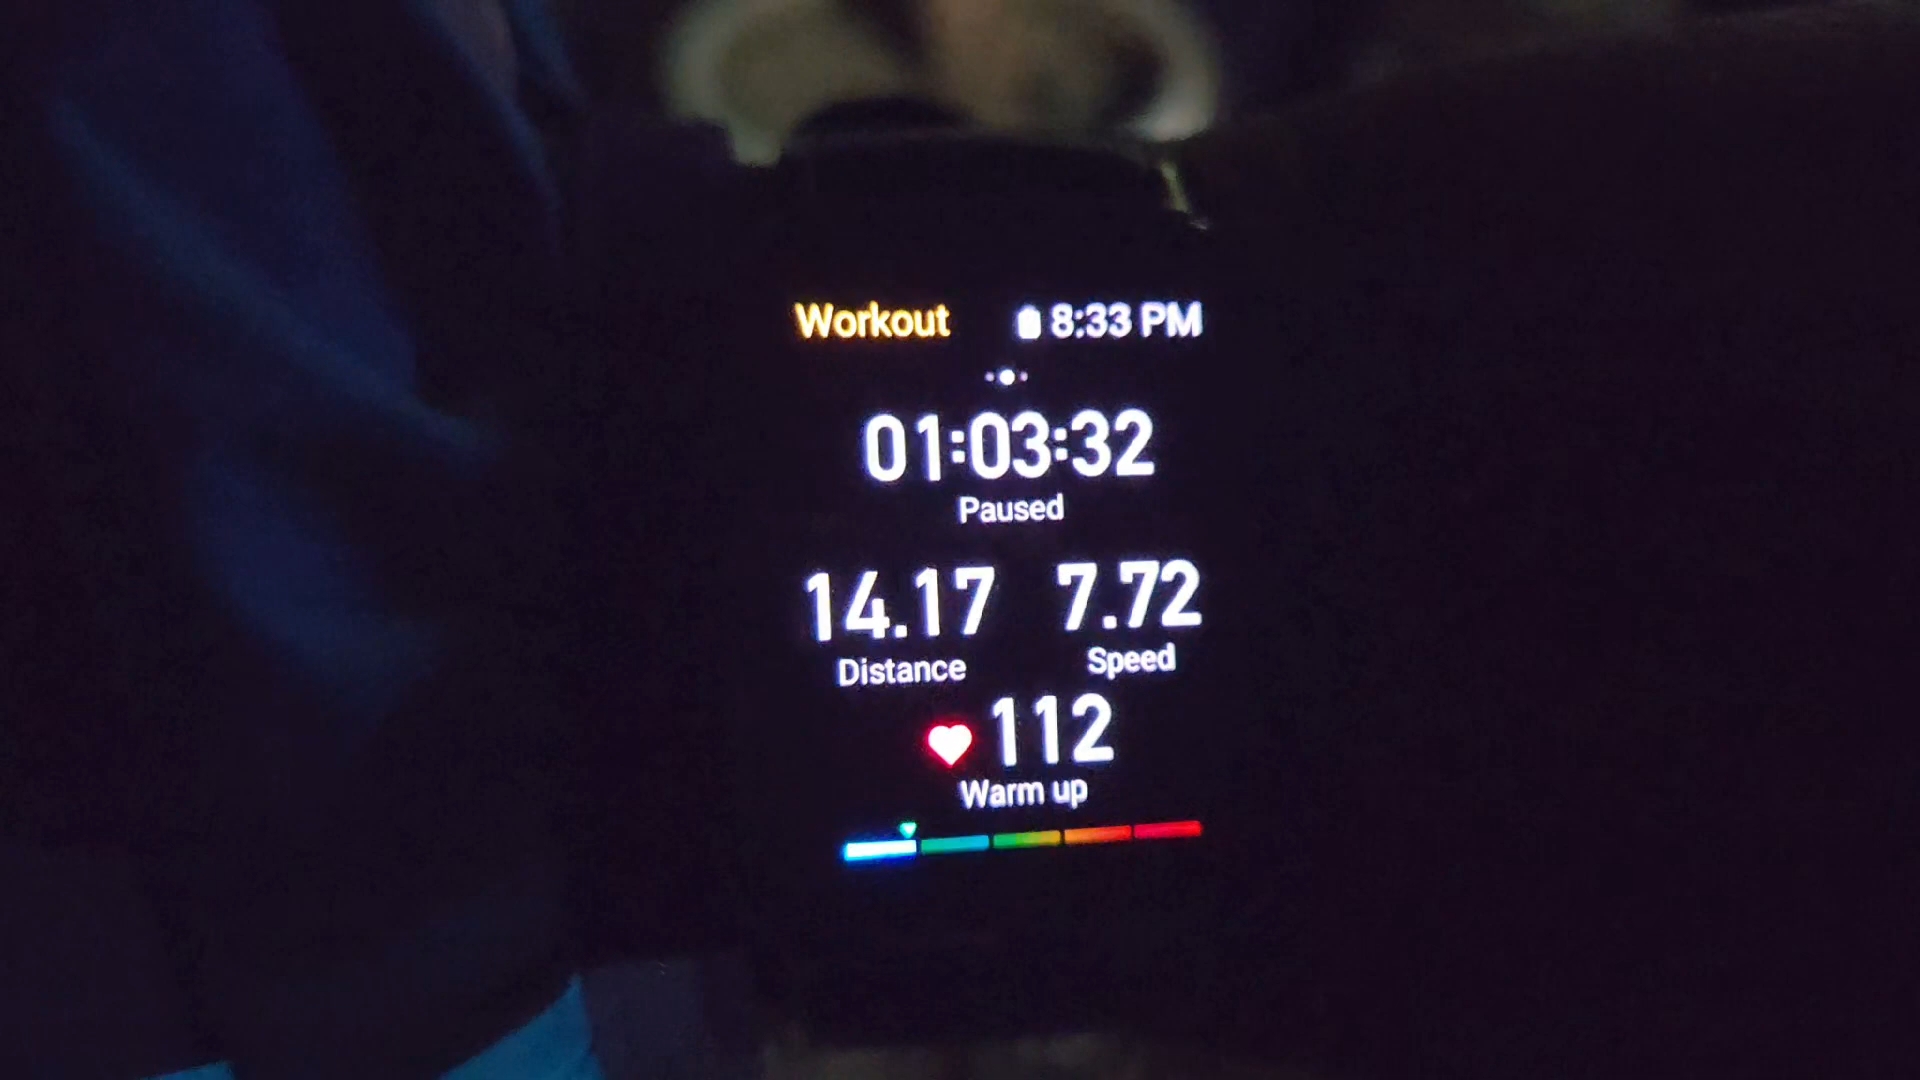 Workout 8:33 PM
01:03:32
Paused
14.17 7.72
Distance Speed
112
Warm up